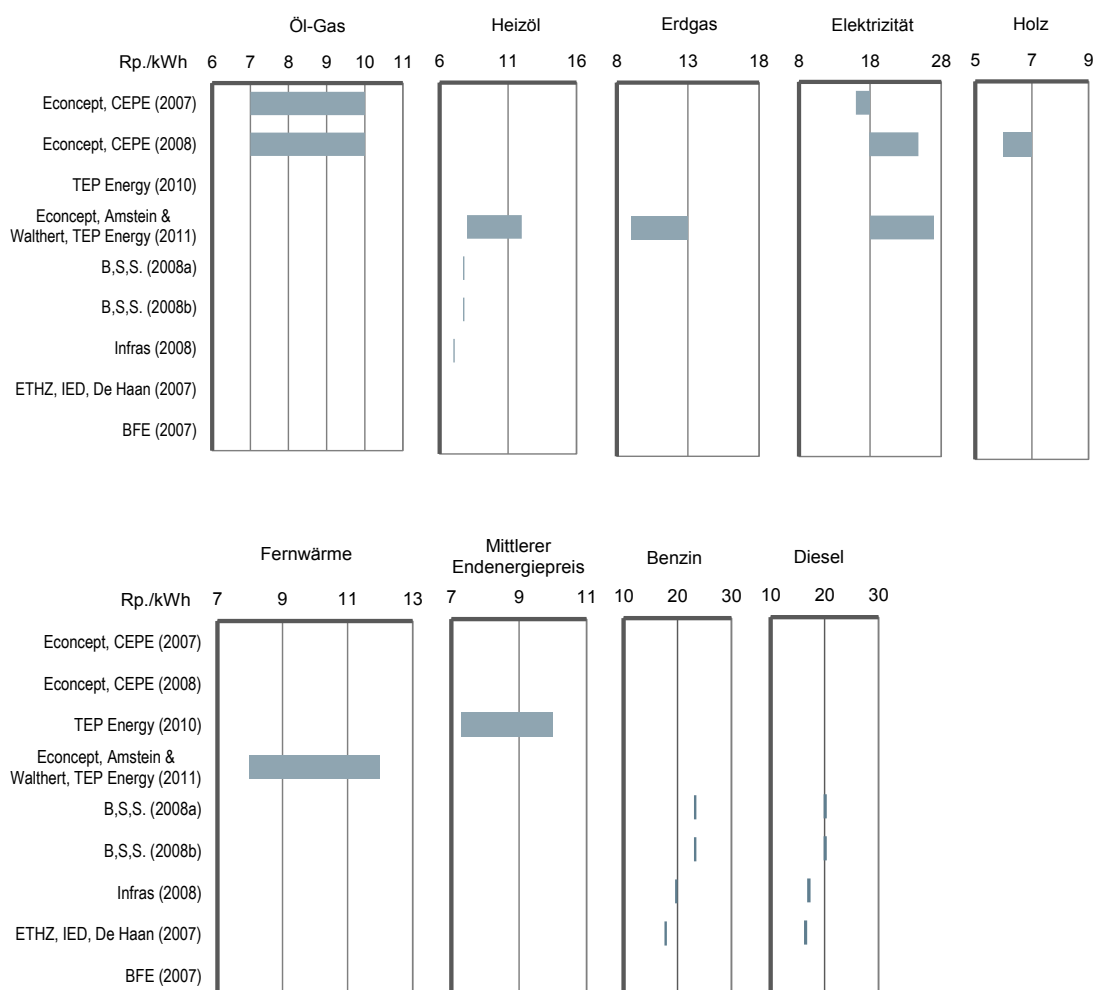 Öl-Gas Heizöl Erdgas Elektrizität Holz
Rp./kWh 6 7 8 9 10 11 6 11 16 8 13 18 8 18 28 5 7 9
Econcept, CEPE (2007)
Econcept, CEPE (2008)
TEP Energy (2010)
Econcept, Amstein &
Walthert, TEP Energy (2011)
B,S,S. (2008a)
B,S,S. (2008b)
Infras (2008)
ETHZ, IED, De Haan (2007)
BFE (2007)
Fernwärme Mittlerer Benzin Diesel
Endenergiepreis
Rp./kWh 7 9 11 13 7 9 11 10 20 30 10 20 30
Econcept, CEPE (2007)
Econcept, CEPE (2008)
TEP Energy (2010)
Econcept, Amstein &
Walthert, TEP Energy (2011)
B,S,S. (2008a)
B,S,S. (2008b)
Infras (2008)
ETHZ, IED, De Haan (2007)
BFE (2007)